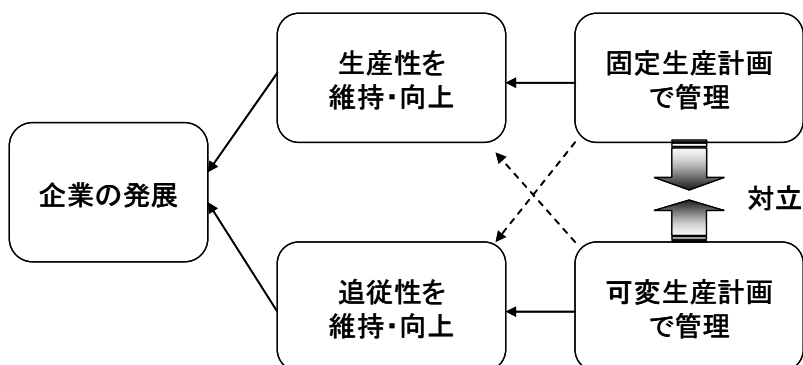 生産性を
維持・向上
固定生産計画
で管理
企業の発展
対立
追従性を
維持・向上
可変生産計画
で管理